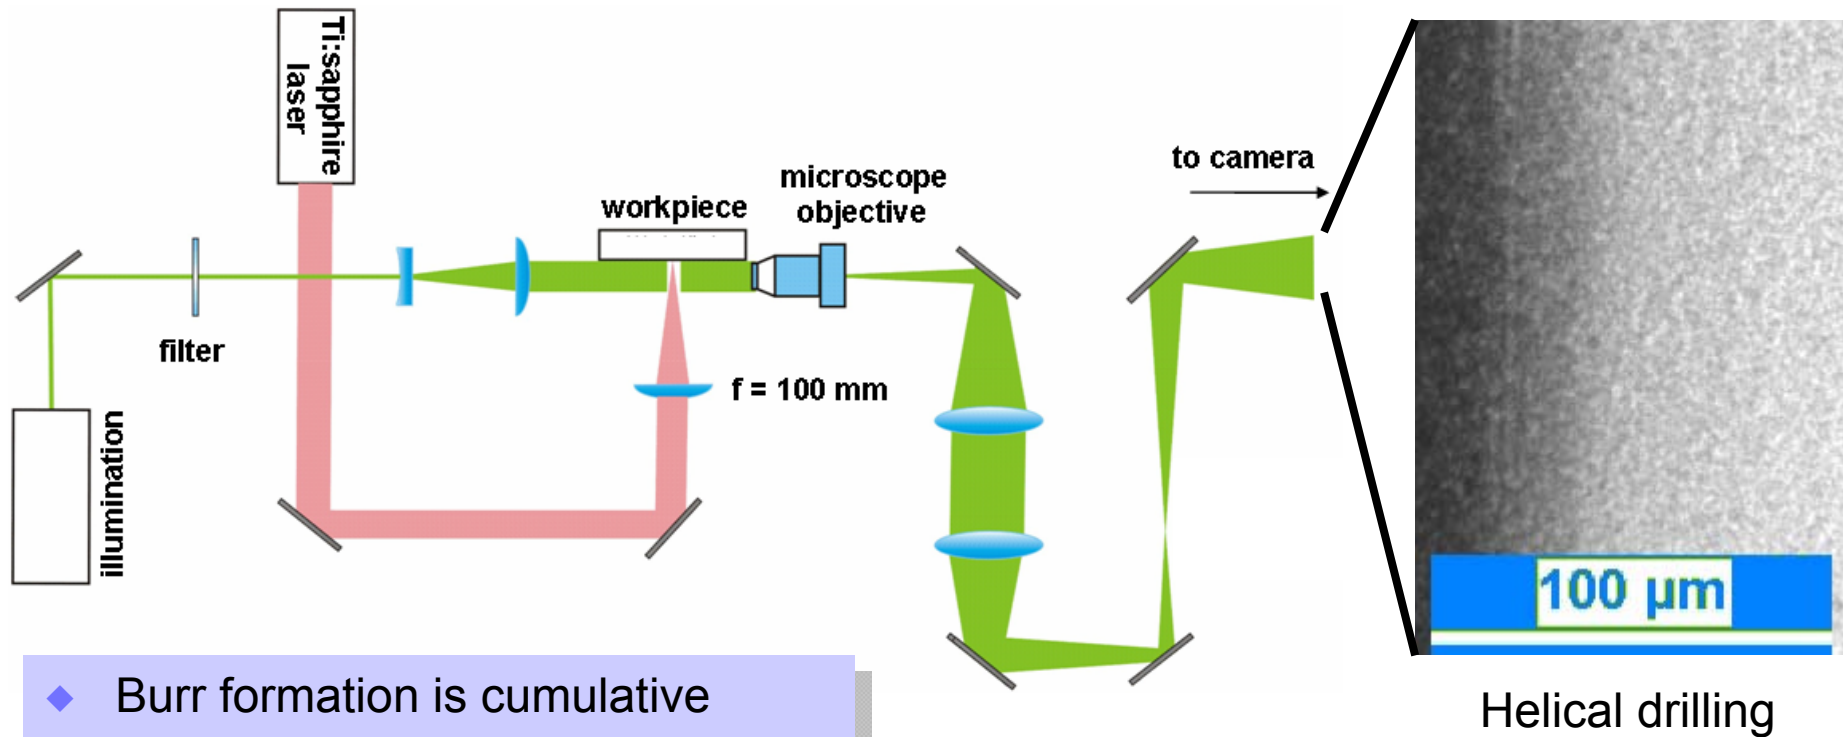 Ti:sapphire
laser
to camera
microscope
objective
workpiece
filter
f = 100 mm
illumination
100 µm
Burr formation is cumulative
Helical drilling